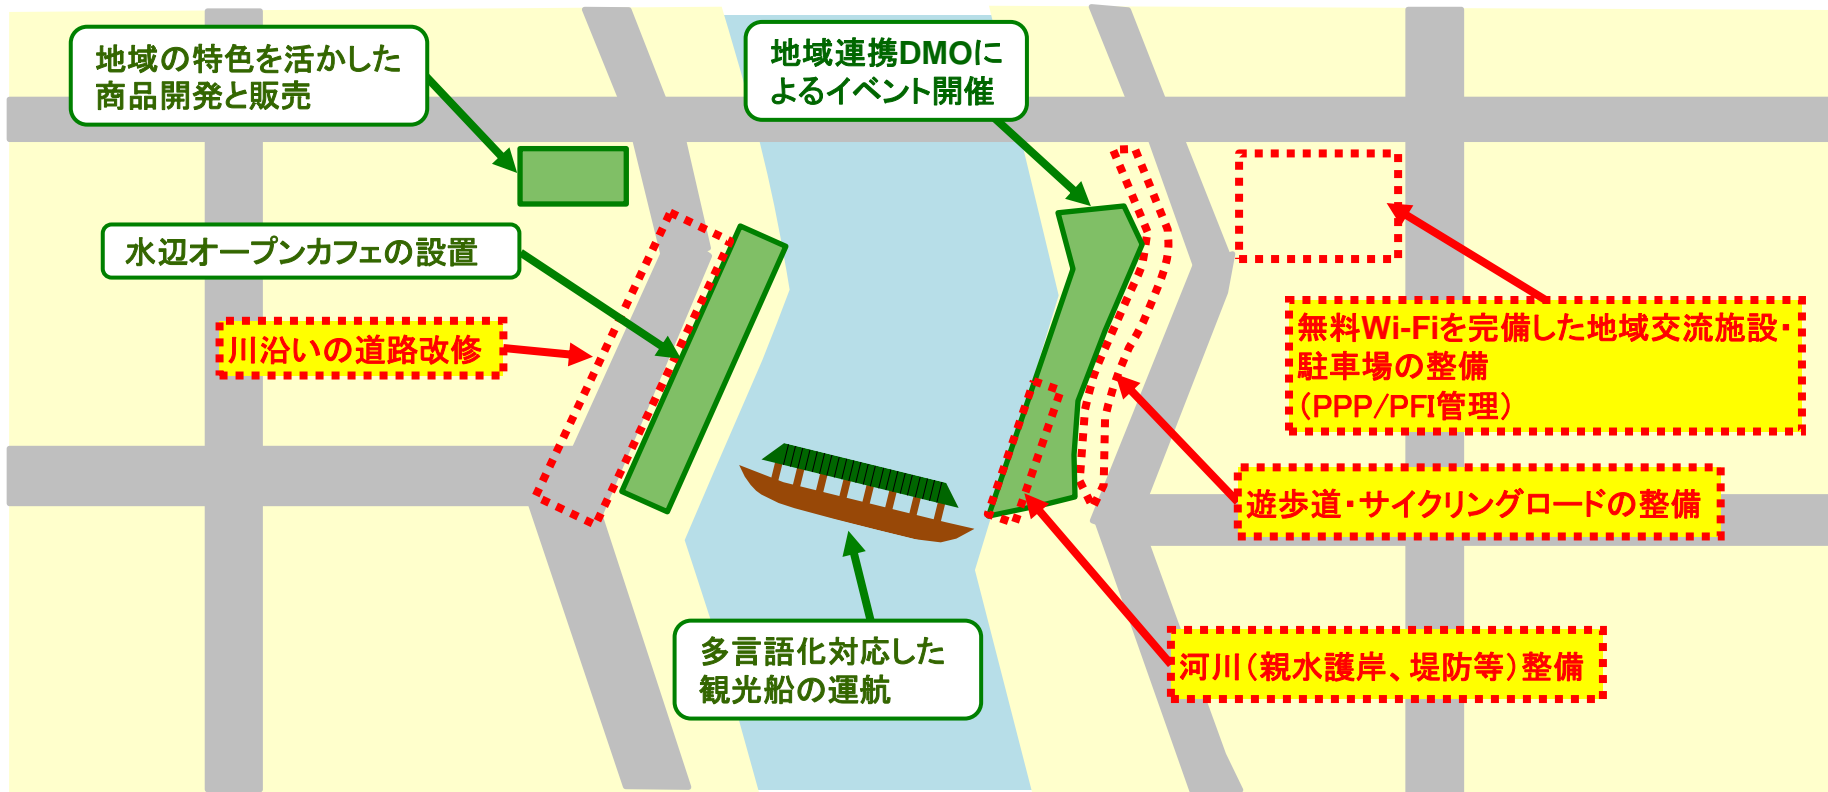 地域の特色を活かした
商品開発と販売
地域連携DMOに
よるイベント開催
水辺オープンカフェの設置
川沿いの道路改修
無料Wi-Fiを完備した地域交流施設・
駐車場の整備
（PPP/PFI管理）
遊歩道・サイクリングロードの整備
多言語化対応した
観光船の運航
河川（親水護岸、堤防等）整備